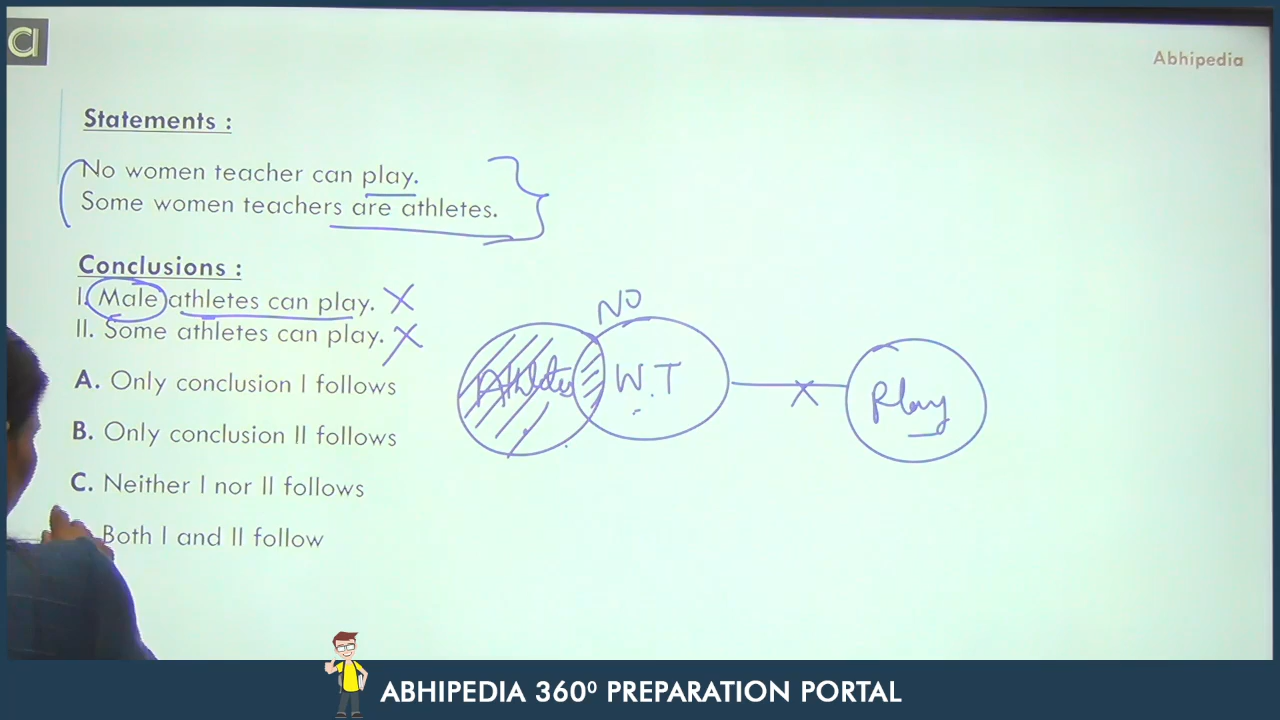 a
Abhipedia
Statements :
No women teacher can play.
Some women teachers are athletes.
Conclusions :
I. Male athletes can play.
II. Some athletes can play.
A. Only conclusion I follows
B. Only conclusion II follows
C. Neither I nor II follows
Both I and II follow
NO
Athletes W.T Play
ABHIPEDIA 360⁰ PREPARATION PORTAL